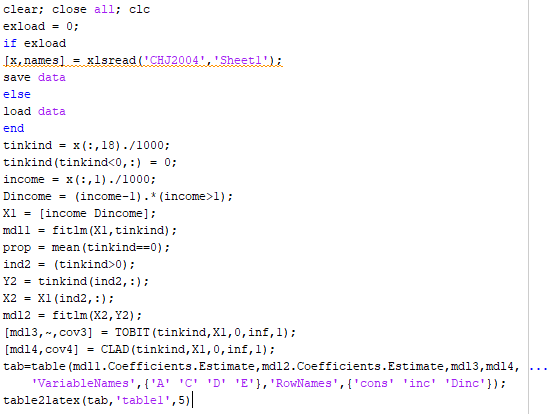 clear; close all; clc
exload = 0;
if exload
[x,names] = xlsread('CHJ2004','Sheet1');
save data
else
load data
end
tinkind = x(:,18)./1000;
tinkind(tinkind<0,:) = 0;
income = x(:,1)./1000;
Dincome = (income-1).*(income>1);
X1 = [income Dincome];
mdl1 = fitlm(X1,tinkind);
prop = mean(tinkind==0);
ind2 = (tinkind>0);
Y2 = tinkind(ind2,:);
X2 = X1(ind2,:);
mdl2 = fitlm(X2,Y2);
[mdl3,~,cov3] = TOBIT(tinkind,X1,0,inf,1);
[mdl4,cov4] = CLAD(tinkind,X1,0,inf,1);
tab=table(mdl1.Coefficients.Estimate,mdl2.Coefficients.Estimate,mdl3,mdl4, ...
'VariableNames',{'A' 'C' 'D' 'E'},'RowNames',{'cons' 'inc' 'Dinc'});
table2latex(tab,'table1',5)